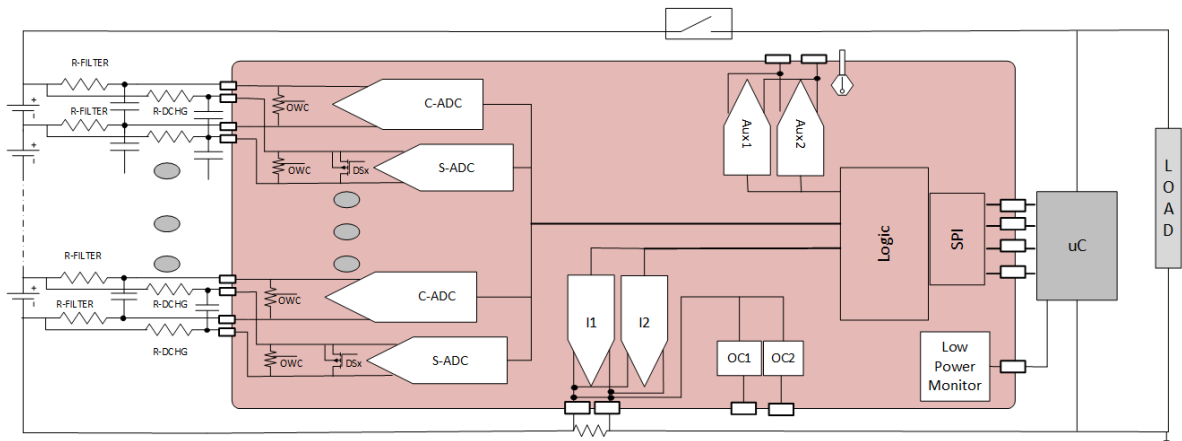 R-FILTER
R-FILTER
R-DCHG
OWC
C-ADC
OWC
DSx
S-ADC
Aux1
Aux2
Logic
SPI
uC
LOAD
R-FILTER
R-FILTER
R-DCHG
R-DCHG
OWC
C-ADC
OWC
DSx
S-ADC
I1
I2
OC1
OC2
Low
Power
Monitor